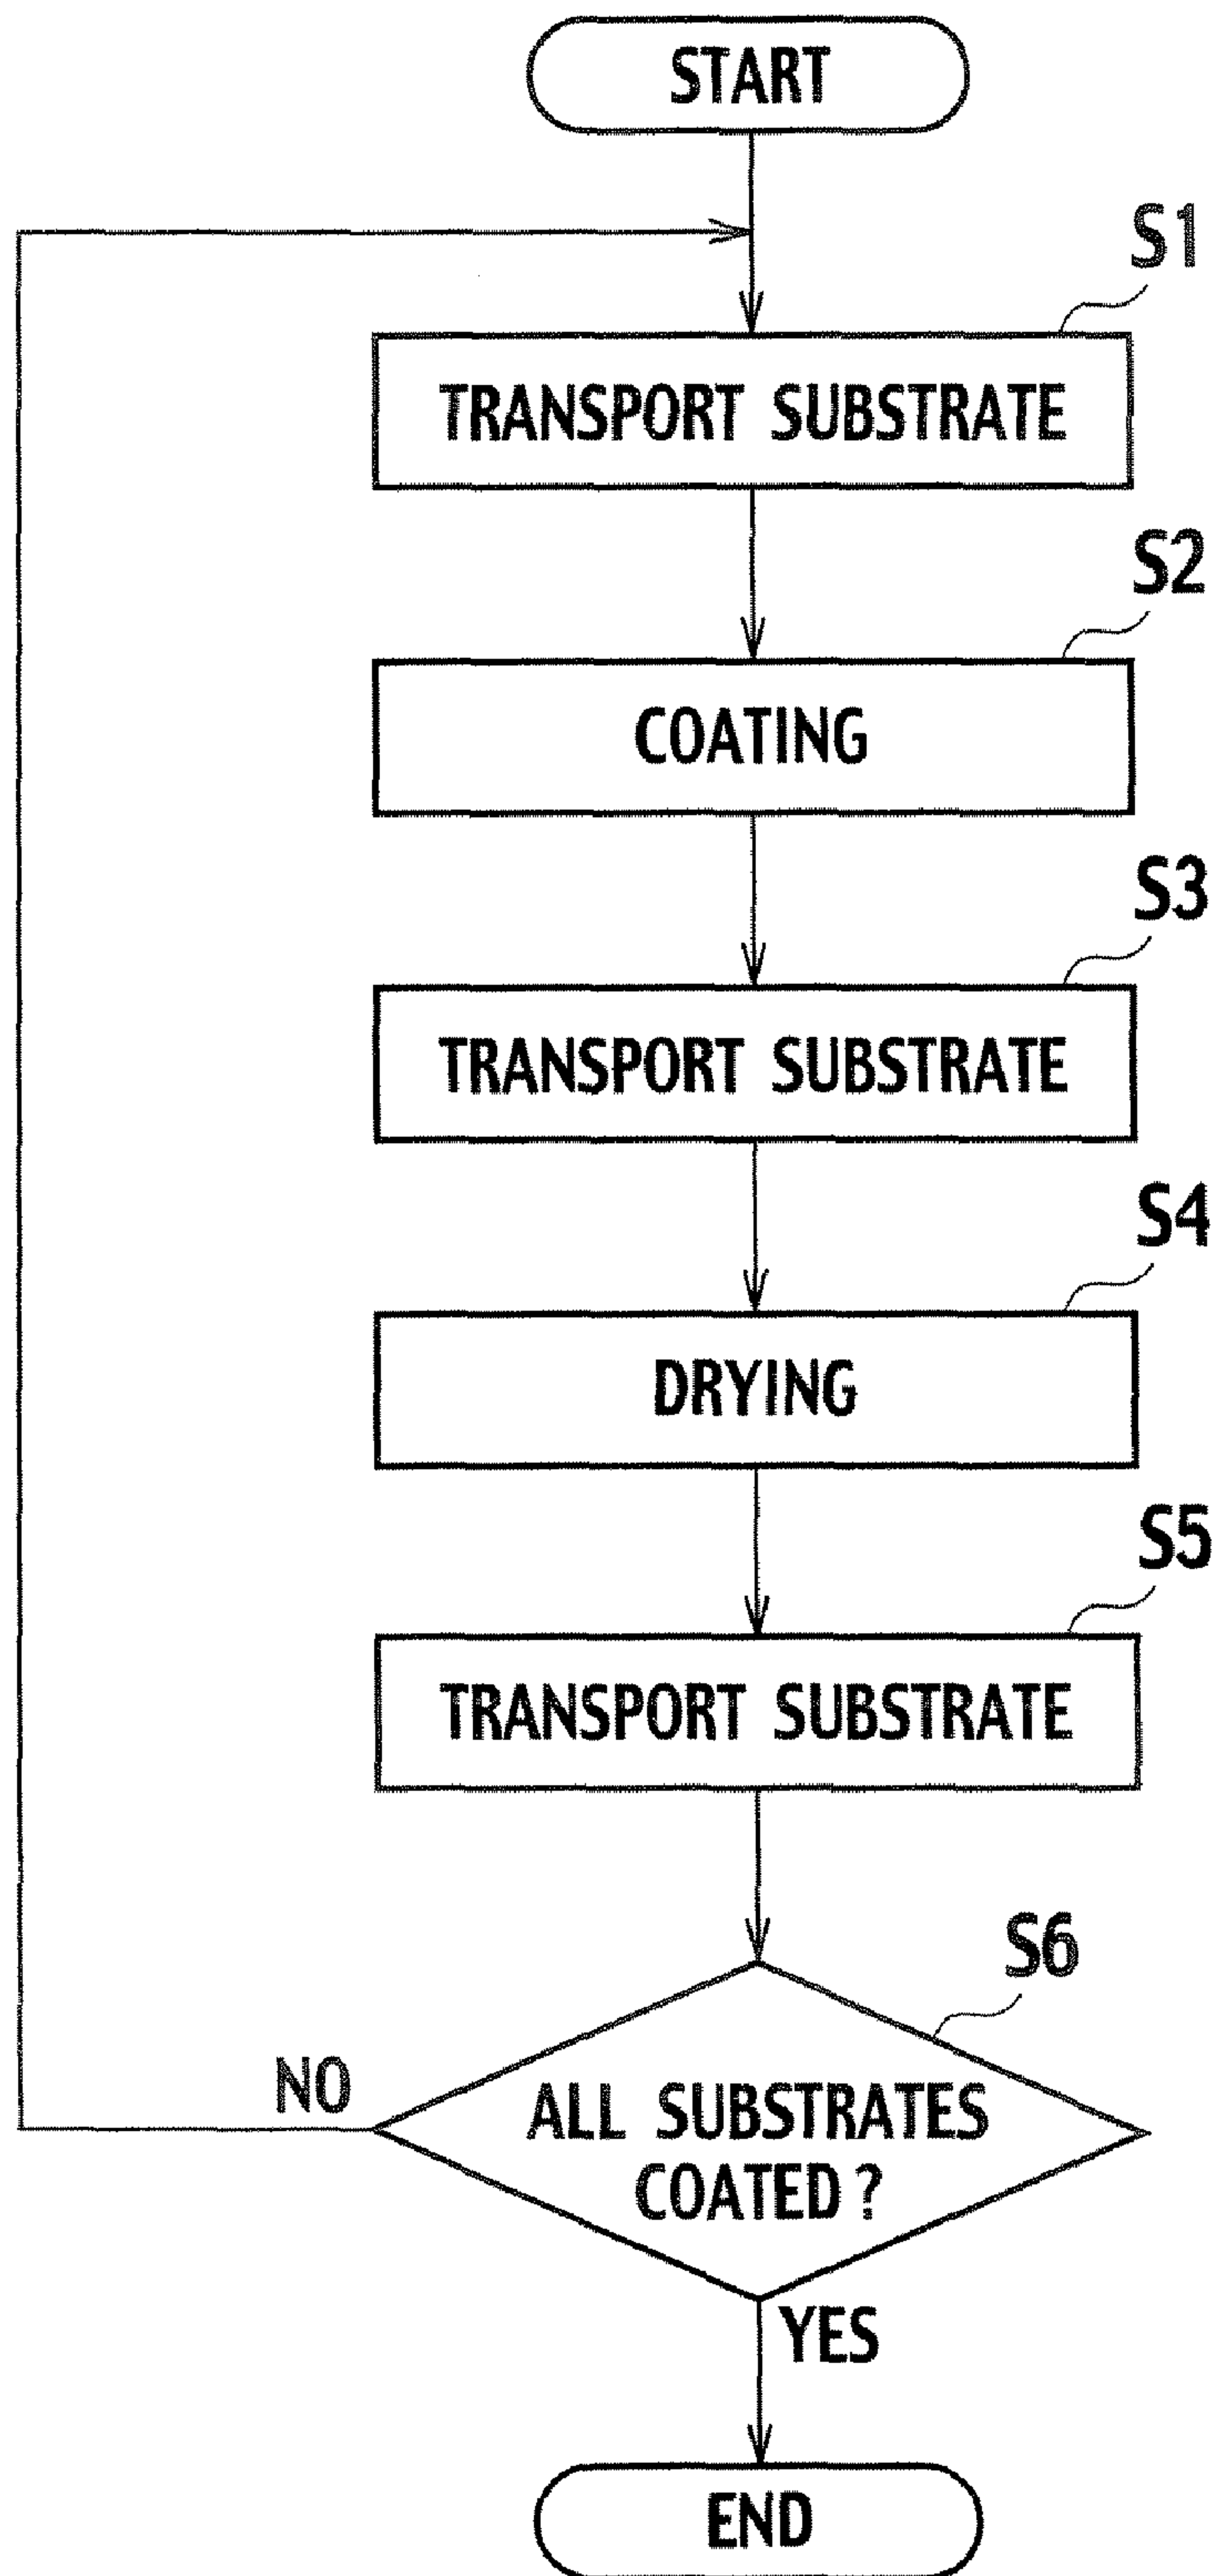 START
S1
TRANSPORT SUBSTRATE
S2
COATING
S3
TRANSPORT SUBSTRATE
S4
DRYING
S5
TRANSPORT SUBSTRATE
S6
NO
ALL SUBSTRATES
COATED?
YES
END